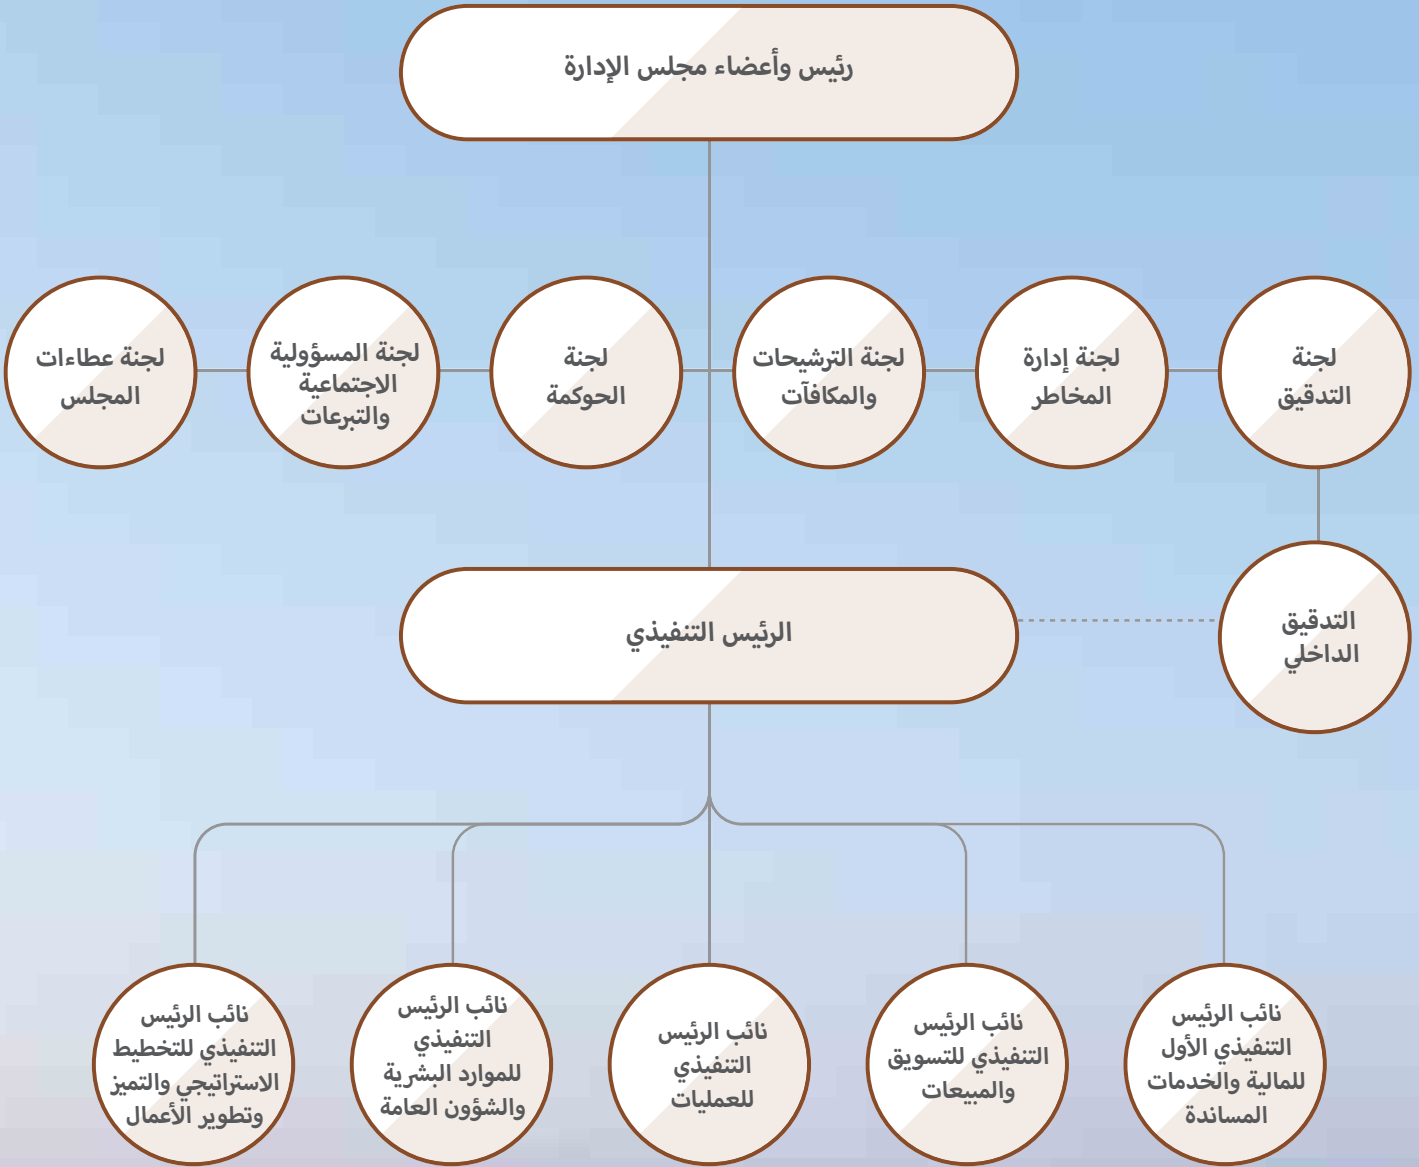 رئيس وأعضاء مجلس الإدارة
لجنة
التدقيق
لجنة إدارة
المخاطر
لجنة الترشيحات
والمكافآت
لجنة
الحوكمة
لجنة المسؤولية
الاجتماعية
والتبرعات
لجنة عطاءات
المجلس
التدقيق
الداخلي
الرئيس التنفيذي
نائب الرئيس
التنفيذي الأول
للمالية والخدمات
المساندة
نائب الرئيس
التنفيذي للتسويق
والمبيعات
نائب الرئيس
التنفيذي
للعمليات
نائب الرئيس
التنفيذي
للموارد البشرية
والشؤون العامة
نائب الرئيس
التنفيذي للتخطيط
الاستراتيجي والتميز
وتطوير الأعمال